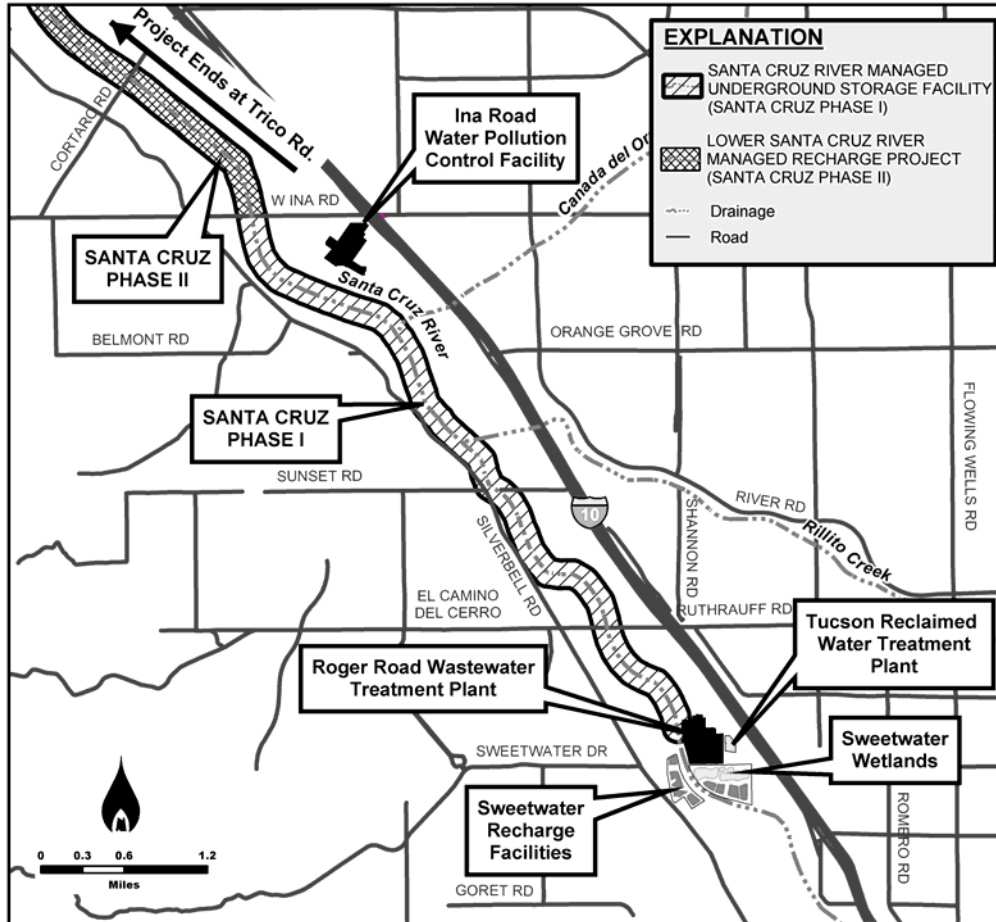 Project Ends at Trico Rd.
CORTARO RD
Ina Road
Water Pollution
Control Facility
EXPLANATION
SANTA CRUZ RIVER MANAGED
UNDERGROUND STORAGE FACILITY
(SANTA CRUZ PHASE I)
LOWER SANTA CRUZ RIVER
MANAGED RECHARGE PROJECT
(SANTA CRUZ PHASE II)
Drainage
Road
Canada del Or
W INA RD
SANTA CRUZ
PHASE II
Santa Cruz River
BELMONT RD
ORANGE GROVE RD
SANTA CRUZ
PHASE I
FLOWING WELLS RD
SUNSET RD
SILVERBELL RD
10
SHANNON RD
RIVER RD
Rillito Creek
EL CAMINO
DEL CERRO
RUTHRAUFF RD
Tucson Reclaimed
Water Treatment
Plant
Roger Road Wastewater
Treatment Plant
SWEETWATER DR
Sweetwater
Wetlands
Sweetwater
Recharge
Facilities
ROMERO RD
0 0.3 0.6 1.2
Miles
GORET RD